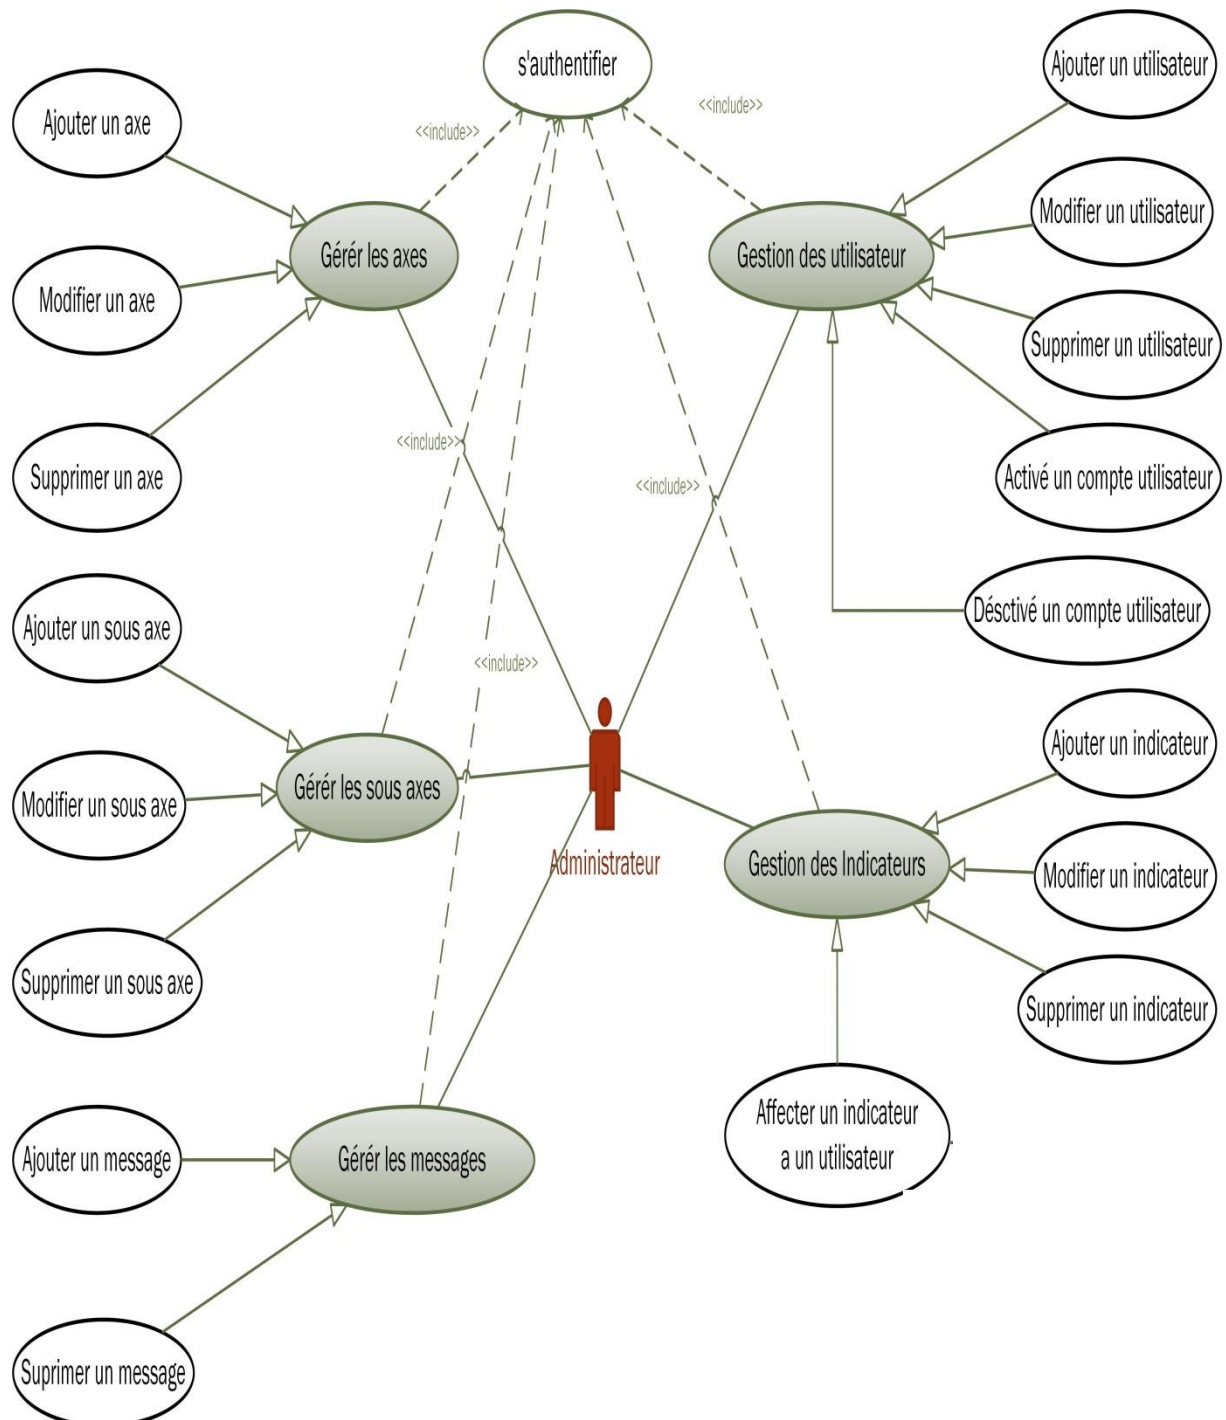 s'authentifier
Ajouter un utilisateur
<<include>>
Ajouter un axe
<<include>>
Modifier un utilisateur
Gérér les axes
Gestion des utilisateur
Modifier un axe
Supprimer un utilisateur
<<include>>
Supprimer un axe
<<include>>
Activé un compte utilisateur
Désctivé un compte utilisateur
Ajouter un sous axe
<<include>>
Ajouter un indicateur
Gérér les sous axes
Modifier un sous axe
Administrateur
Gestion des Indicateurs
Modifier un indicateur
Supprimer un sous axe
Supprimer un indicateur
Affecter un indicateur
a un utilisateur
Ajouter un message
Gérér les messages
Suprimer un message